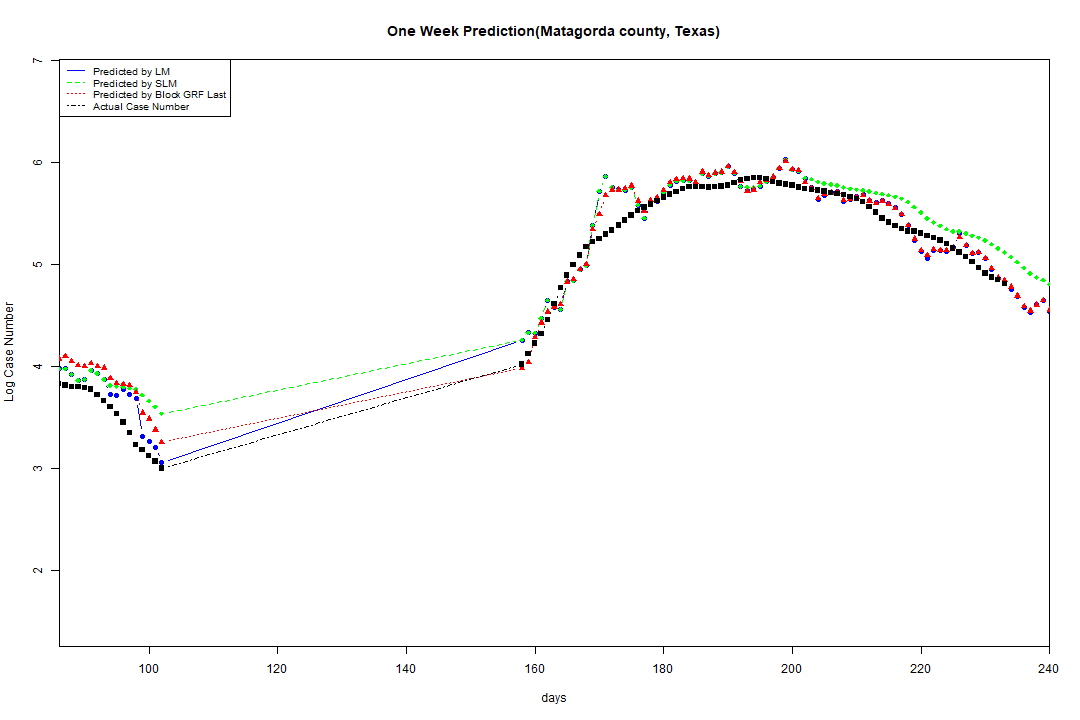 One Week Prediction(Matagorda county, Texas)
Predicted by LM
Predicted by SLM
Predicted by Block GRF Last
Actual Case Number
7
6
5
4
3
2
Log Case Number
100 120 140 160 180 200 220 240
days